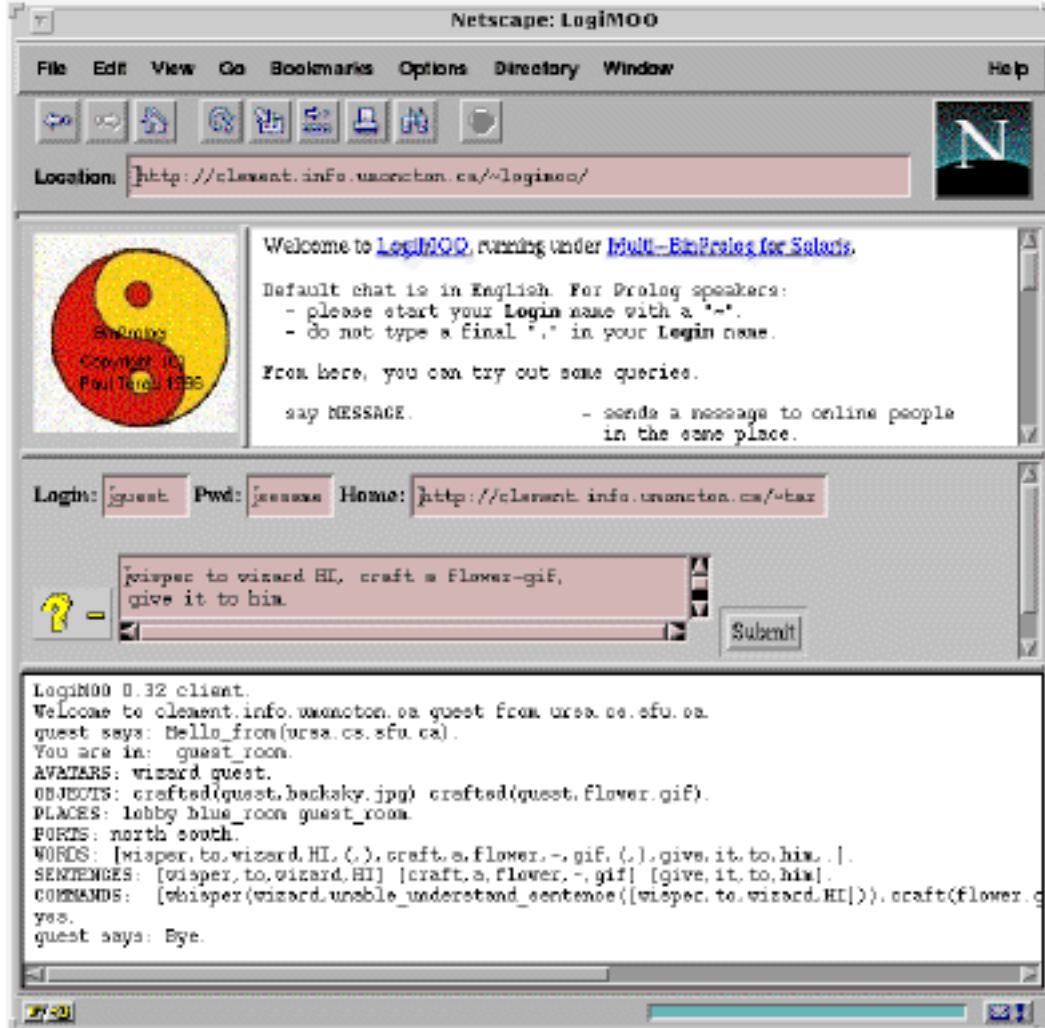 Netscape: LogiMOO
File Edit View Go Bookmarks Options Directory Window Help
N
Location: http://clement.info.umoncton.ca/~logimoo/
BinProlog
Copyright (C)
Paul Tarau 1996
Welcome to LogiMOO, running under Multi-BinProlog for Solaris.
Default chat is in English. For Prolog speakers:
- please start your Login name with a "~".
- do not type a final "." in your Login name.
From here, you can try out some queries.
say MESSAGE. - sends a message to online people
in the same place.
Login: guest Pwd: sesame Home: http://clement.info.umoncton.ca/~tar
wisper to wizard HI, craft a flower-gif,
give it to him.
? -
Submit
LogiMOO 0.32 client.
Welcome to clement.info.umoncton.ca guest from ursa.cs.sfu.ca
guest says: Hello_from(ursa.cs.sfu.ca).
You are in: guest_room.
AVATARS: wizard guest.
OBJECTS: crafted(guest,backsky.jpg) crafted(guest,flower.gif).
PLACES: lobby blue_room guest_room.
PORTS: north south.
WORDS: [wisper,to,wizard,HI,(,),craft,a,flower,-,gif,(,),give,it,to,him,.].
SENTENCES: [wisper,to,wizard,HI] [craft,a,flower,-,gif] [give,it,to,him].
COMMANDS: [whisper(wizard,unable_understand_sentence([wisper,to,wizard,HI])),craft(flower.g
yes.
guest says: Bye.